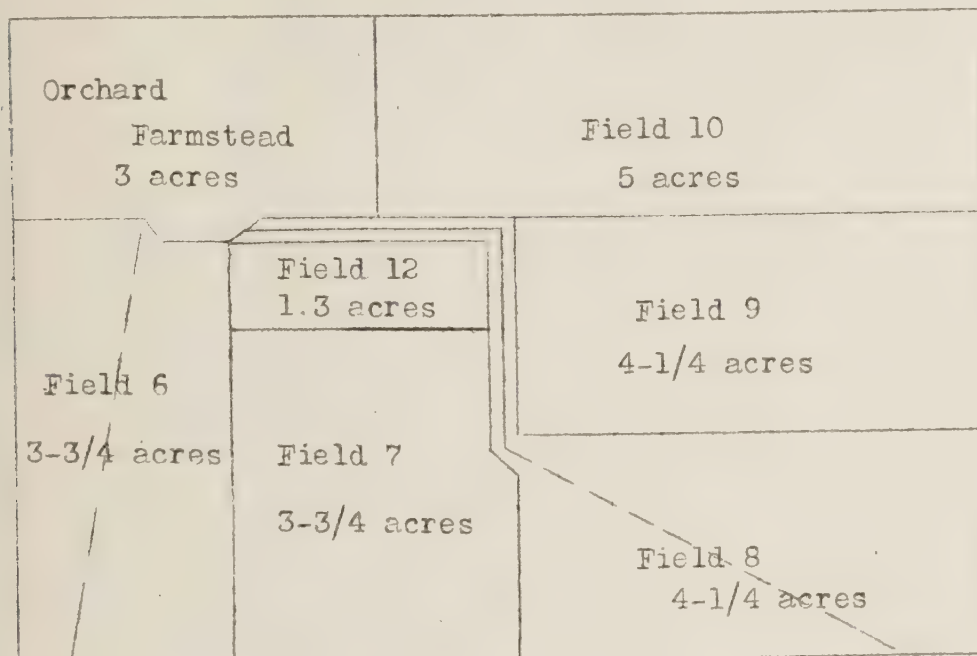 Orchard
Farmstead
3 acres
Field 10
5 acres
Field 12
1.3 acres
Field 9
4-1/4 acres
Field 6
3-3/4 acres
Field 7
3-3/4 acres
Field 8
4-1/4 acres